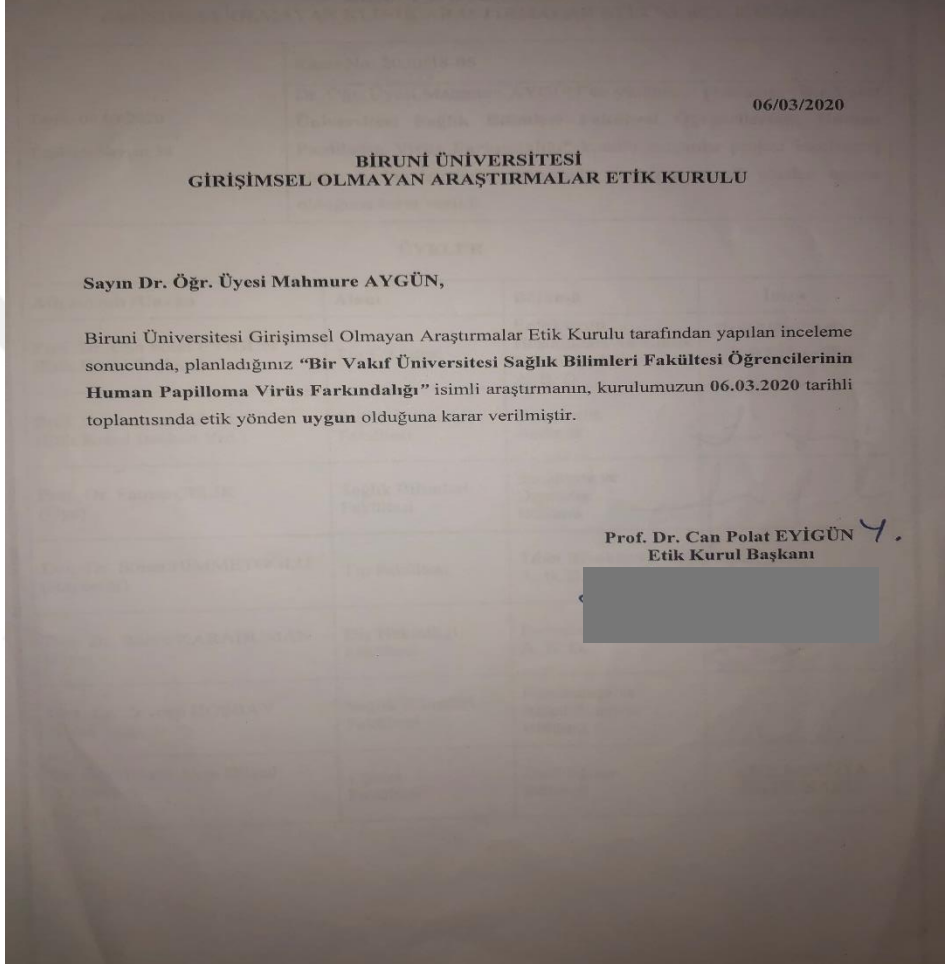 06/03/2020
BİRUNİ ÜNİVERSİTESİ
GİRİŞİMSEL OLMAYAN ARAŞTIRMALAR ETİK KURULU
Sayın Dr. Öğr. Üyesi Mahmure AYGÜN,
Biruni Üniversitesi Girişimsel Olmayan Araştırmalar Etik Kurulu tarafından yapılan inceleme
sonucunda, planladığınız “Bir Vakıf Üniversitesi Sağlık Bilimleri Fakültesi Öğrencilerinin
Human Papilloma Virüs Farkındalığı” isimli araştırmanın, kurulumuzun 06.03.2020 tarihli
toplantısında etik yönden uygun olduğuna karar verilmiştir.
Prof. Dr. Can Polat EYİGÜN
Etik Kurul Başkanı